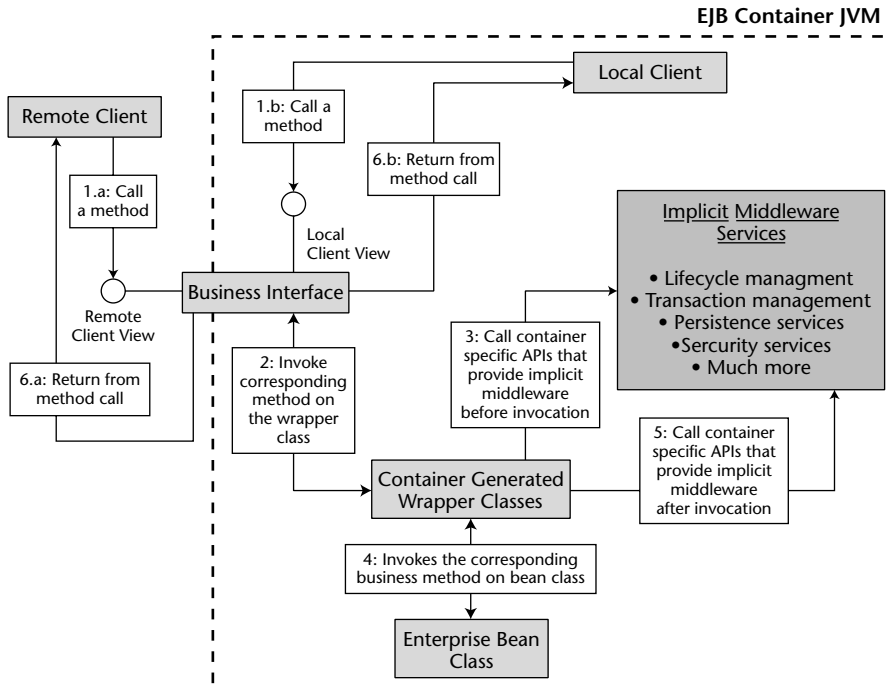 EJB Container JVM
Local Client
Remote Client
1.b: Call a
method
6.b: Return from
method call
1.a: Call
a method
Local
Client View
Implicit Middleware
Services
• Lifecycle managment
• Transaction management
• Persistence services
•Sercurity services
• Much more
Business Interface
Remote
Client View
6.a: Return from
method call
2: Invoke
corresponding
method on
the wrapper
class
3: Call container
specific APIs that
provide implicit
middleware
before invocation
5: Call container
specific APIs that
provide implicit
middleware
after invocation
Container Generated
Wrapper Classes
4: Invokes the corresponding
business method on bean class
Enterprise Bean
Class